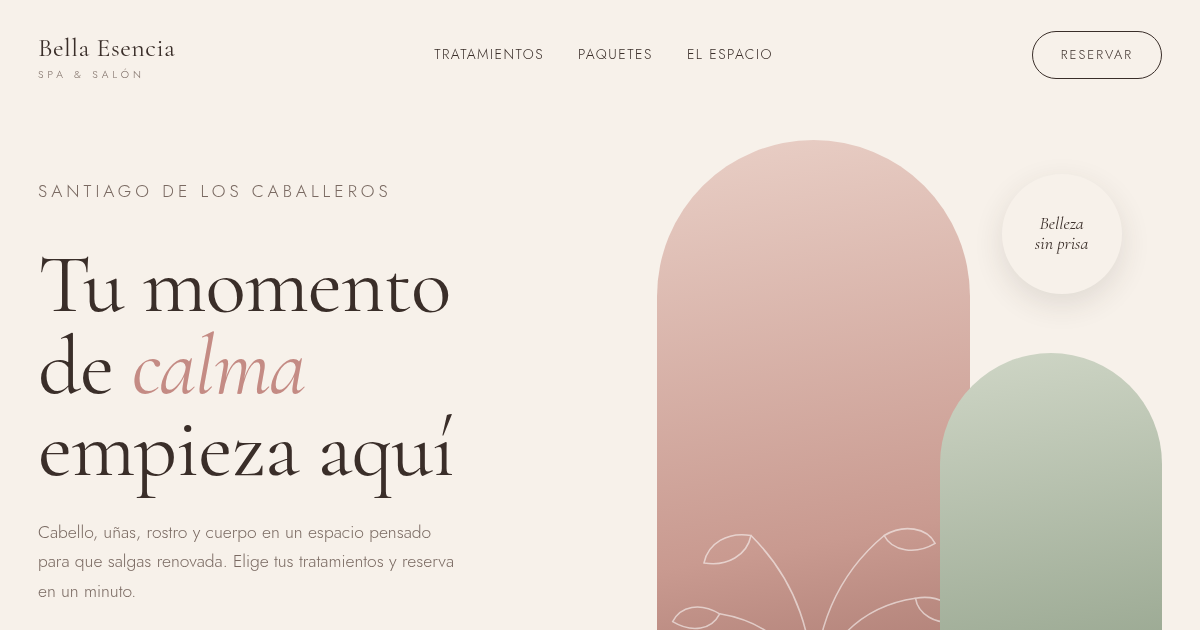 Bella Esencia
SPA & SALÓN
TRATAMIENTOS PAQUETES EL ESPACIO
RESERVAR
SANTIAGO DE LOS CABALLEROS
Tu momento
de calma
empieza aquí
Cabello, uñas, rostro y cuerpo en un espacio pensado
para que salgas renovada. Elige tus tratamientos y reserva
en un minuto.
Belleza
sin prisa